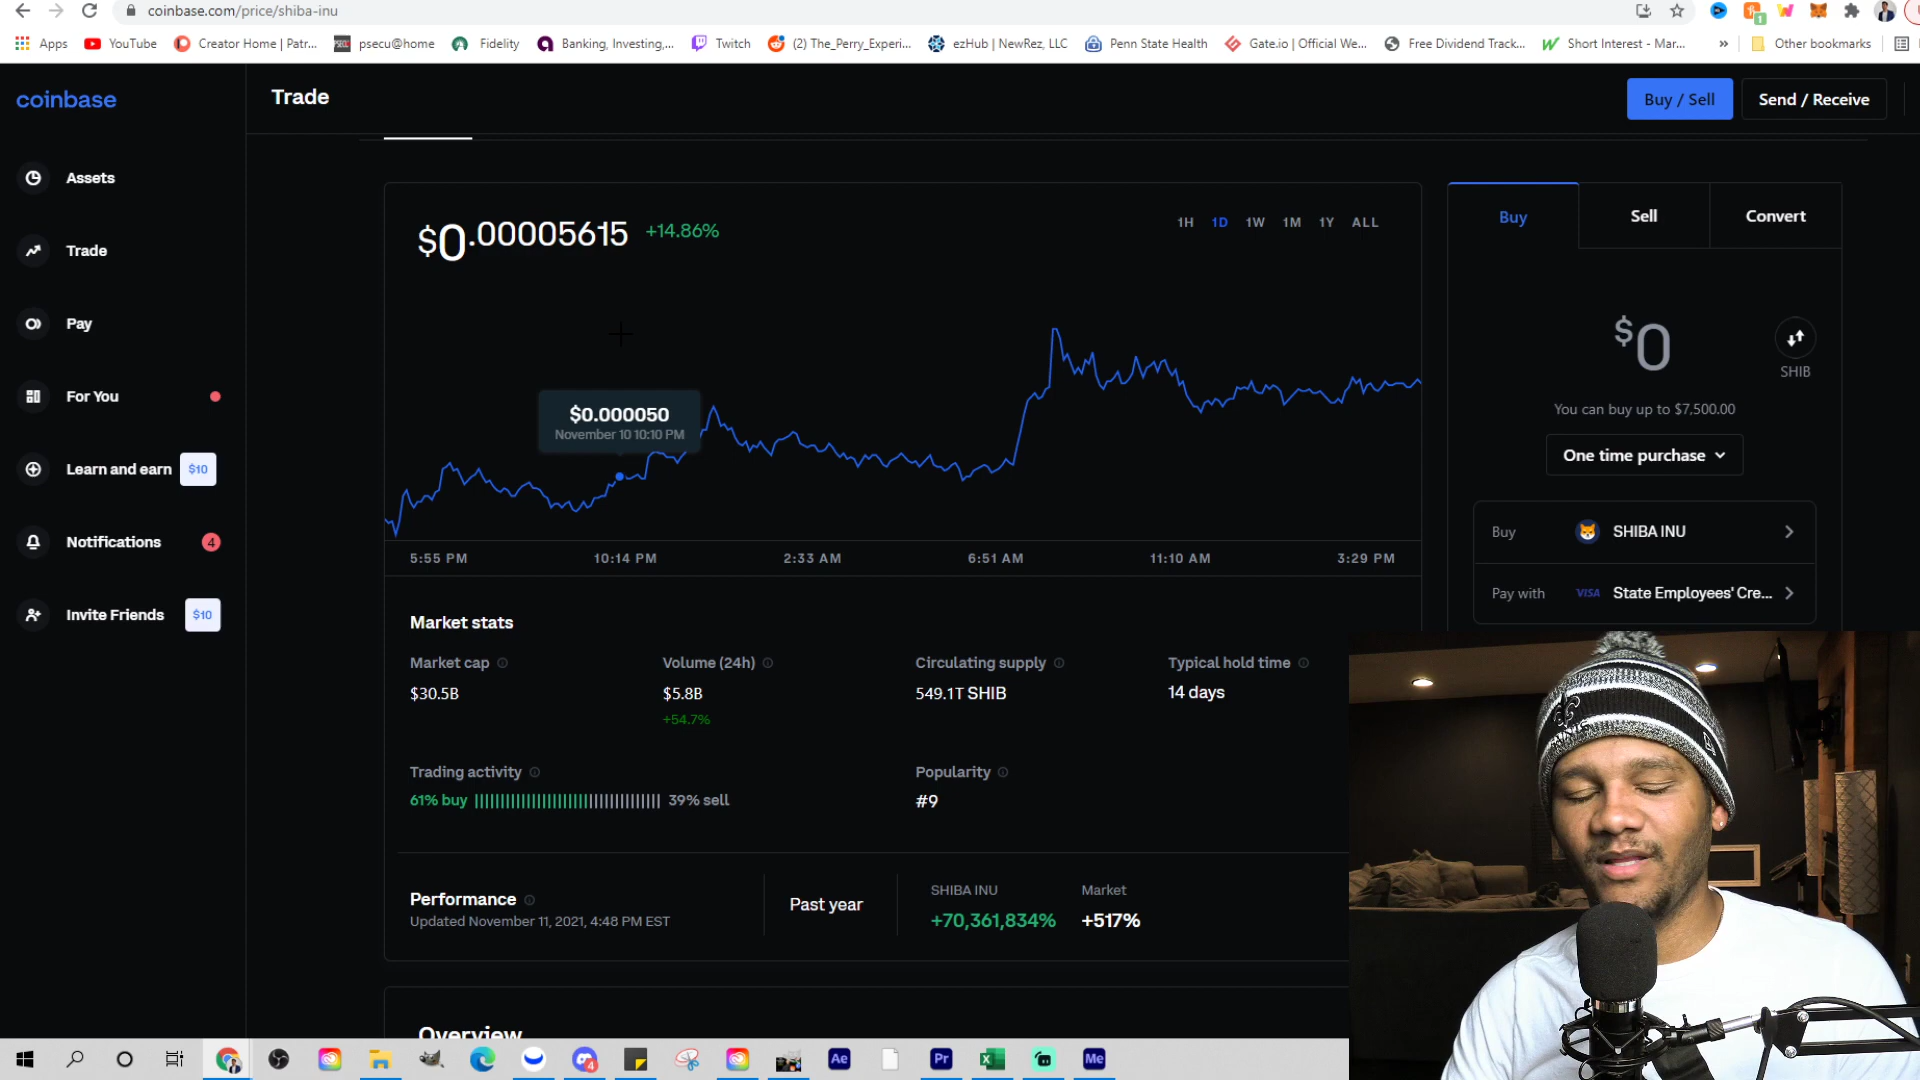 coinbase.com/price/shiba-inu
Apps YouTube Creator Home | Patr... PSECU psecu@home Fidelity Banking, Investing,... Twitch (2) The_Perry_Experi... ezHub | NewRez, LLC Penn State Health Gate.io | Official We... Free Dividend Track... Short Interest - Mar... » Other bookmarks
coinbase
Trade
Buy / Sell
Send / Receive
Assets
Trade
Pay
For You
Learn and earn $10
Notifications 4
Invite Friends $10
$0.00005615 +14.86%
1H 1D 1W 1M 1Y ALL
$0.000050
November 10 10:10 PM
5:55 PM 10:14 PM 2:33 AM 6:51 AM 11:10 AM 3:29 PM
Market stats
Market cap Volume (24h) Circulating supply Typical hold time
$30.5B $5.8B 549.1T SHIB 14 days
+54.7%
Trading activity Popularity
61% buy 39% sell #9
Performance
Updated November 11, 2021, 4:48 PM EST
Past year
SHIBA INU Market
+70,361,834% +517%
Overview
Buy Sell Convert
$0
SHIB
You can buy up to $7,500.00
One time purchase
Buy SHIBA INU
Pay with VISA State Employees' Cre...
4 Ae Pr X Me